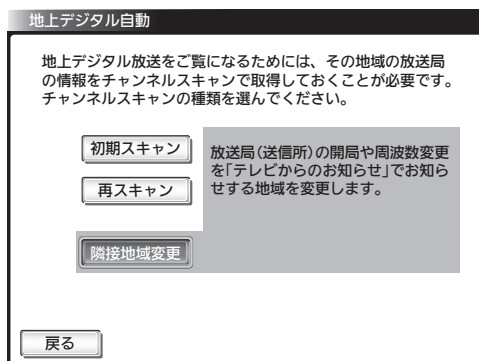 地上デジタル自動
地上デジタル放送をご覧になるためには、その地域の放送局
の情報をチャンネルスキャンで取得しておくことが必要です。
チャンネルスキャンの種類を選んでください。
初期スキャン
再スキャン
隣接地域変更
放送局(送信所)の開局や周波数変更
を「テレビからのお知らせ」でお知ら
せする地域を変更します。
戻る